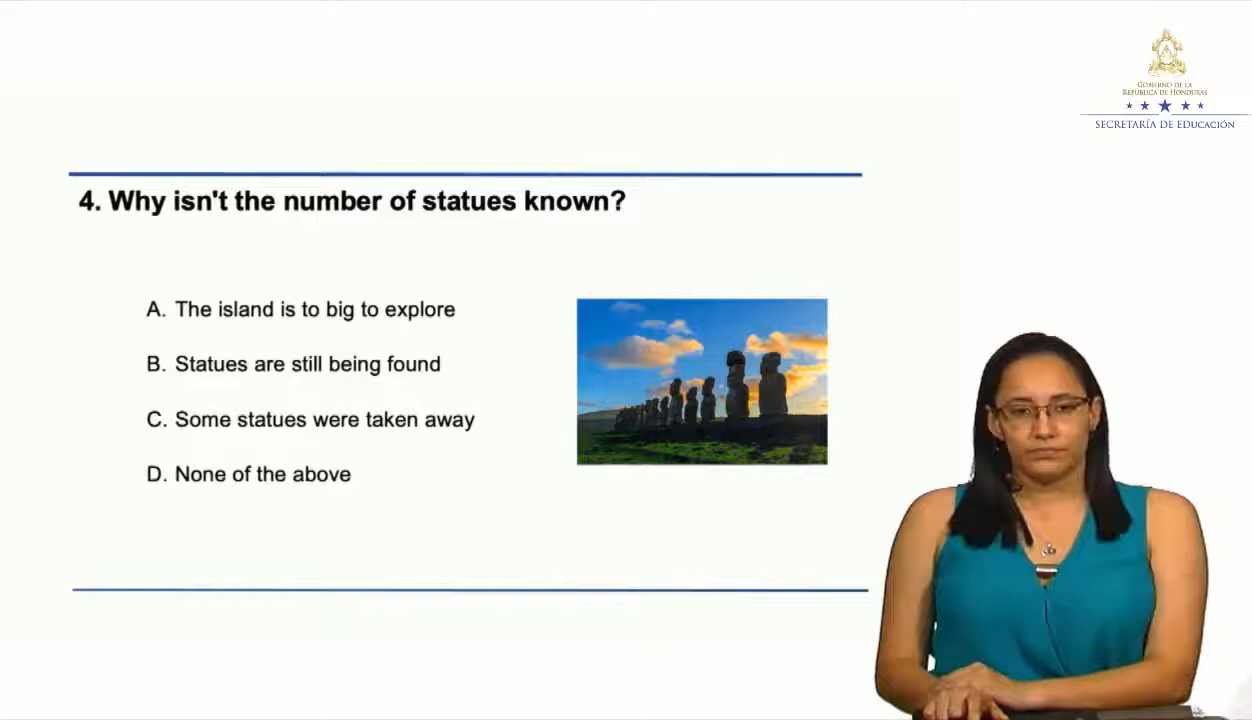 GOBIERNO DE LA
REPÚBLICA DE HONDURAS
SECRETARÍA DE EDUCACIÓN
4. Why isn't the number of statues known?
A. The island is to big to explore
B. Statues are still being found
C. Some statues were taken away
D. None of the above